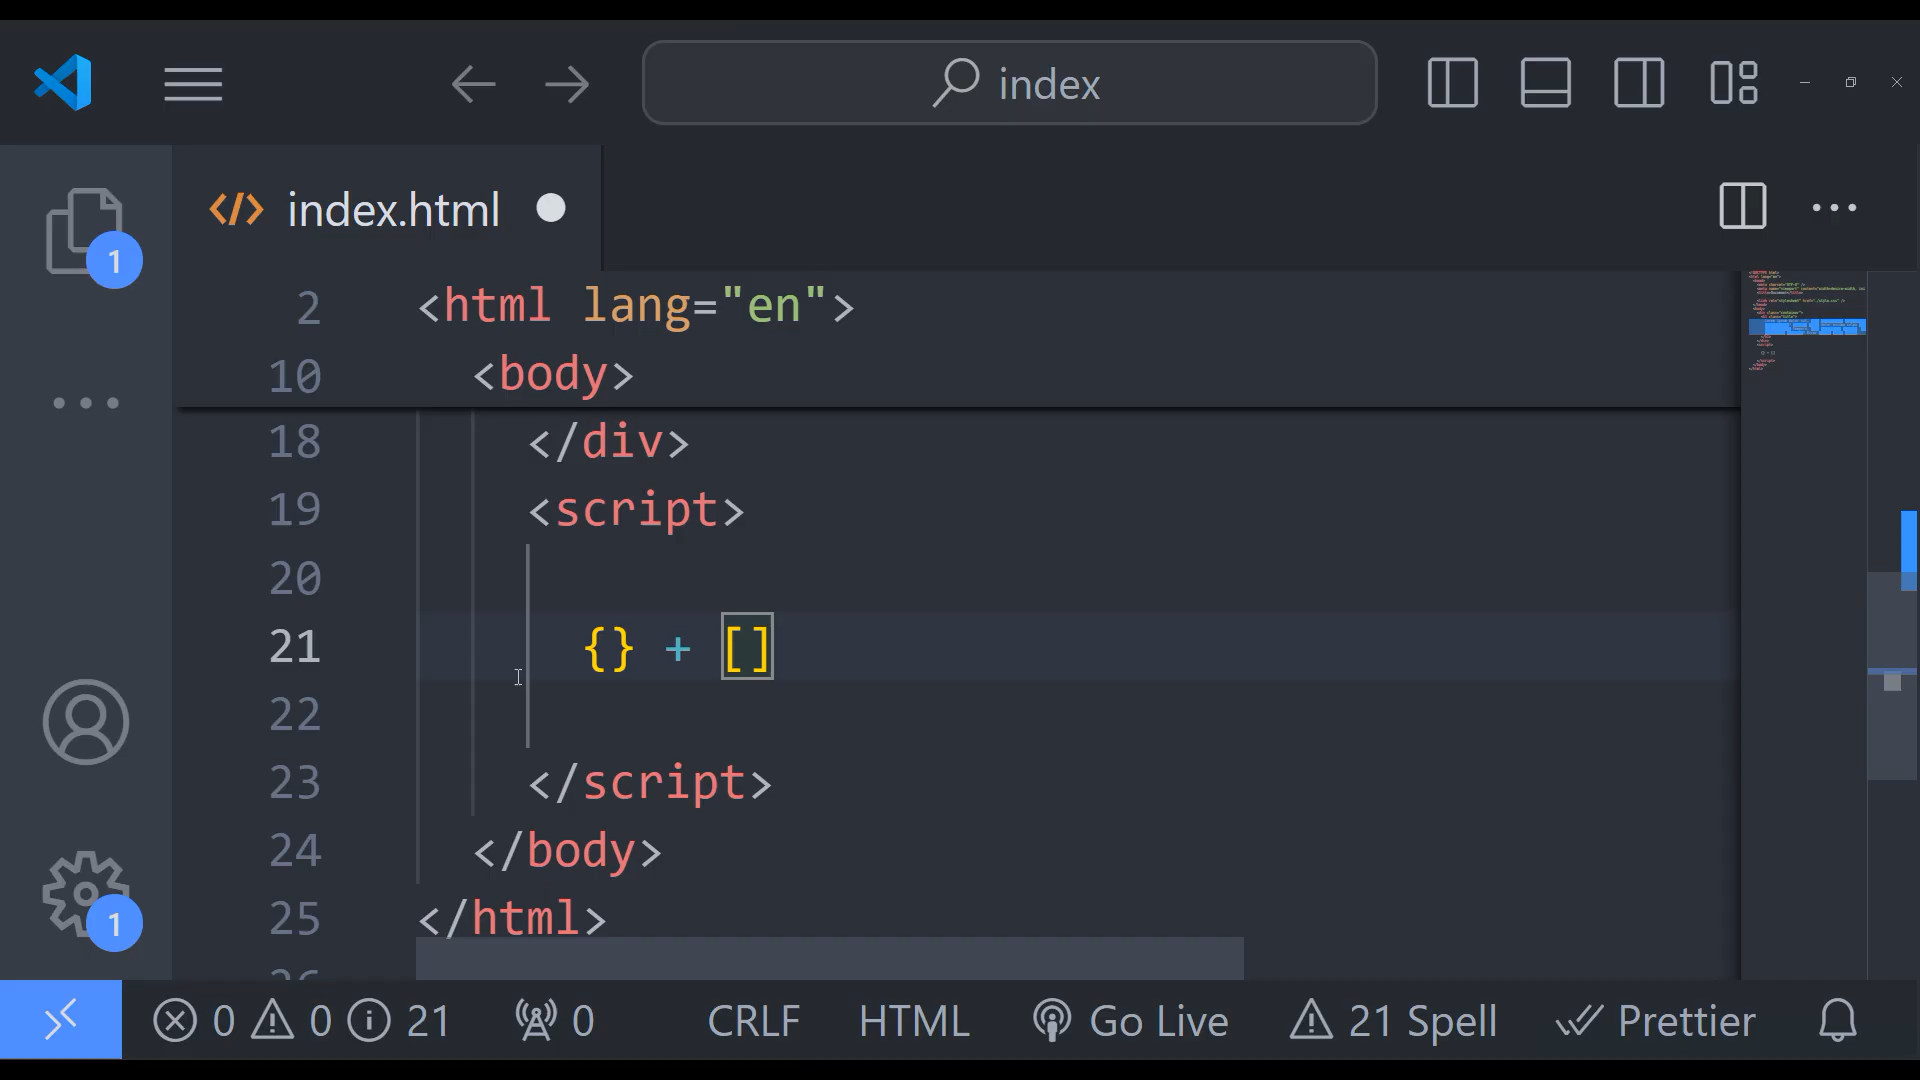 index
index.html
1
2 <html lang="en">
10 <body>
18 </div>
19 <script>
20
21 {} + []
22
23 </script>
24 </body>
25 </html>
26
1
0 0 21 0 CRLF HTML Go Live 21 Spell Prettier